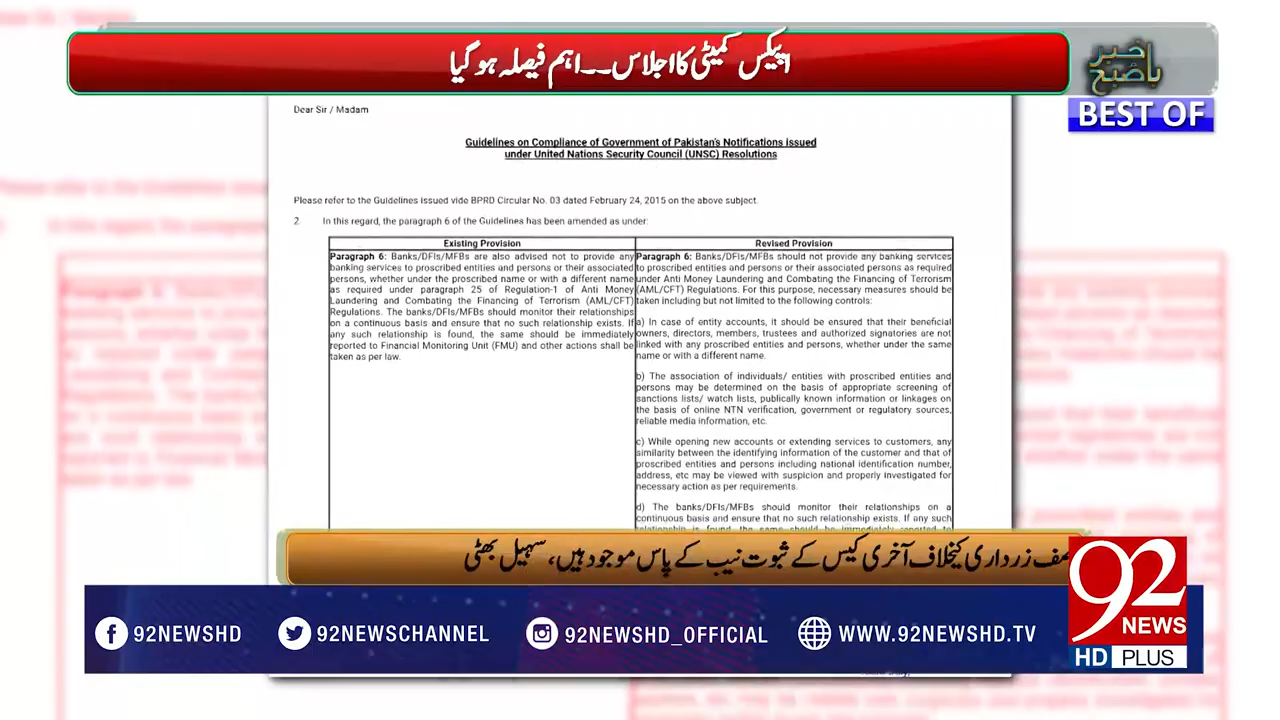 اپیکس کمیٹی کا اجلاس۔۔۔اہم فیصلہ ہو گیا
باخبر
صبح
BEST OF
Dear Sir / Madam
Guidelines on Compliance of Government of Pakistan's Notifications issued
under United Nations Security Council (UNSC) Resolutions
Please refer to the Guidelines issued vide BPRD Circular No. 03 dated February 24, 2015 on the above subject.
2. In this regard, the paragraph 6 of the Guidelines has been amended as under:
Existing Provision
Paragraph 6: Banks/DFIs/MFBs are also advised not to provide any
banking services to proscribed entities and persons or their associated
persons, whether under the proscribed name or with a different name
as required under paragraph 25 of Regulation-1 of Anti Money
Laundering and Combating the Financing of Terrorism (AML/CFT)
Regulations. The banks/DFIs/MFBs should monitor their relationships
on a continuous basis and ensure that no such relationship exists. If
any such relationship is found, the same should be immediately
reported to Financial Monitoring Unit (FMU) and other actions shall be
taken as per law.
Revised Provision
Paragraph 6: Banks/DFIs/MFBs should not provide any banking services
to proscribed entities and persons or their associated persons as required
under Anti Money Laundering and Combating the Financing of Terrorism
(AML/CFT) Regulations. For this purpose, necessary measures should be
taken including but not limited to the following controls:
a) In case of entity accounts, it should be ensured that their beneficial
owners, directors, members, trustees and authorized signatories are not
linked with any proscribed entities and persons, whether under the same
name or with a different name.
b) The association of individuals/ entities with proscribed entities and
persons may be determined on the basis of appropriate screening of
sanctions lists/ watch lists, publically known information or linkages on
the basis of online NTN verification, government or regulatory sources,
reliable media information, etc.
c) While opening new accounts or extending services to customers, any
similarity between the identifying information of the customer and that of
proscribed entities and persons including national identification number,
address, etc may be viewed with suspicion and properly investigated for
necessary action as per requirements.
d) The banks/DFIs/MFBs should monitor their relationships on a
continuous basis and ensure that no such relationship exists. If any such
relationship is found, the same should be immediately reported to
زرداری کیخلاف آخری کیس کے ثبوت نیب کے پاس موجود ہیں، سہیل بھٹی
92NEWSHD
92NEWSCHANNEL
92NEWSHD_OFFICIAL
WWW.92NEWSHD.TV
92
NEWS
HD PLUS